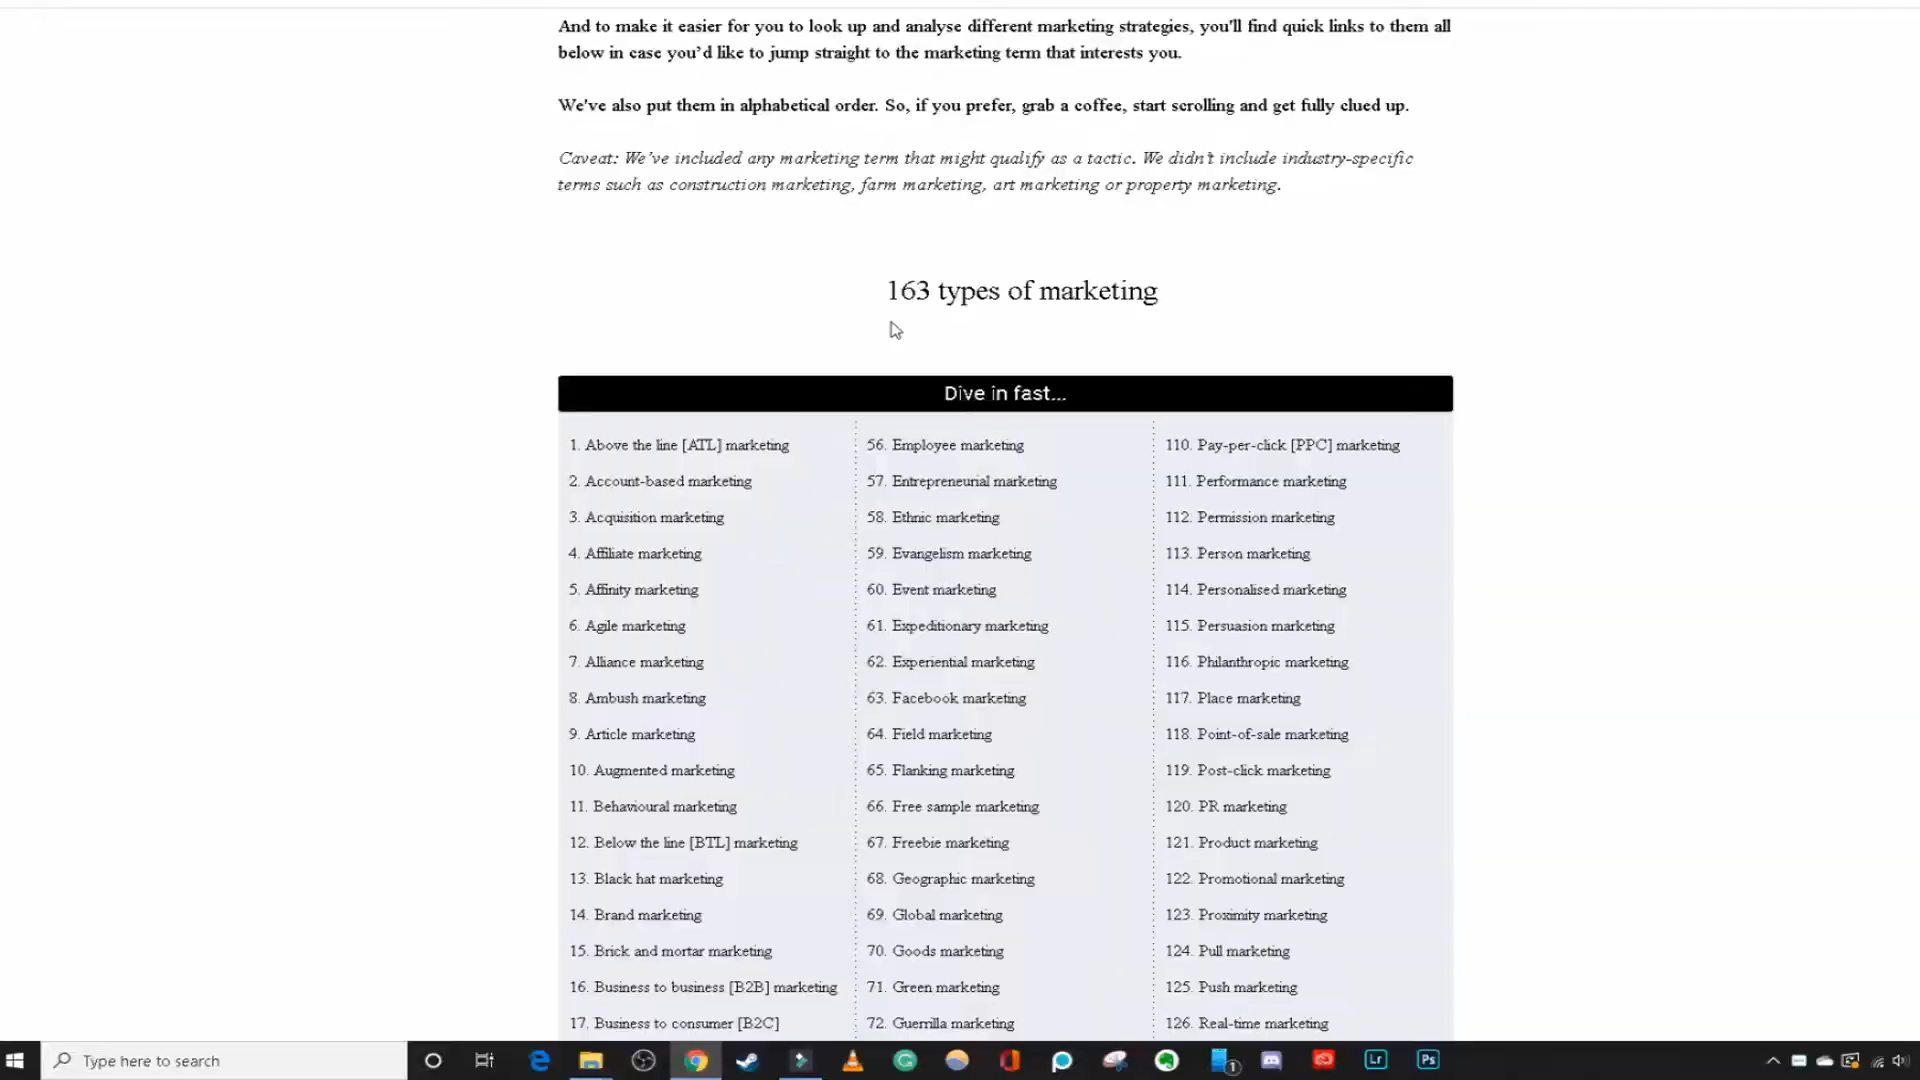 And to make it easier for you to look up and analyse different marketing strategies, you'll find quick links to them all
below in case you’d like to jump straight to the marketing term that interests you.
We've also put them in alphabetical order. So, if you prefer, grab a coffee, start scrolling and get fully clued up.
Caveat: We’ve included any marketing term that might qualify as a tactic. We didn’t include industry-specific
terms such as construction marketing, farm marketing, art marketing or property marketing.
163 types of marketing
Dive in fast...
1. Above the line [ATL] marketing
2. Account-based marketing
3. Acquisition marketing
4. Affiliate marketing
5. Affinity marketing
6. Agile marketing
7. Alliance marketing
8. Ambush marketing
9. Article marketing
10. Augmented marketing
11. Behavioural marketing
12. Below the line [BTL] marketing
13. Black hat marketing
14. Brand marketing
15. Brick and mortar marketing
16. Business to business [B2B] marketing
17. Business to consumer [B2C]
56. Employee marketing
57. Entrepreneurial marketing
58. Ethnic marketing
59. Evangelism marketing
60. Event marketing
61. Expeditionary marketing
62. Experiential marketing
63. Facebook marketing
64. Field marketing
65. Flanking marketing
66. Free sample marketing
67. Freebie marketing
68. Geographic marketing
69. Global marketing
70. Goods marketing
71. Green marketing
72. Guerrilla marketing
110. Pay-per-click [PPC] marketing
111. Performance marketing
112. Permission marketing
113. Person marketing
114. Personalised marketing
115. Persuasion marketing
116. Philanthropic marketing
117. Place marketing
118. Point-of-sale marketing
119. Post-click marketing
120. PR marketing
121. Product marketing
122. Promotional marketing
123. Proximity marketing
124. Pull marketing
125. Push marketing
126. Real-time marketing
Type here to search
1
Lr
Ps